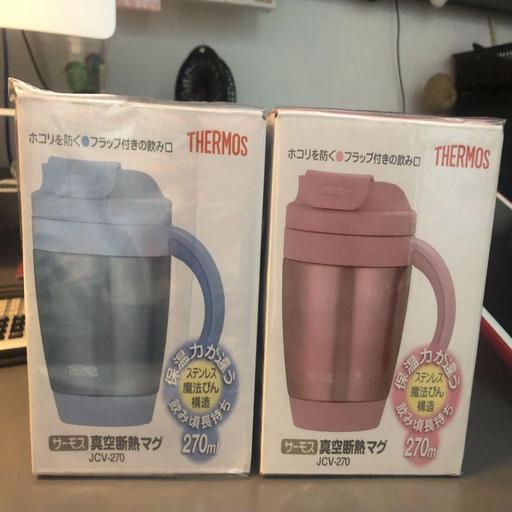 ホコリを防ぐ●フラップ付きの飲み口
THERMOS
THERMOS
保温力が違う
ステンレス
魔法びん
構造
飲み頃長持ち
270ml
サーモス 真空断熱マグ
JCV-270
ホコリを防ぐ●フラップ付きの飲み口
THERMOS
保温力が違う
ステンレス
魔法びん
構造
飲み頃長持ち
270ml
サーモス 真空断熱マグ
JCV-270